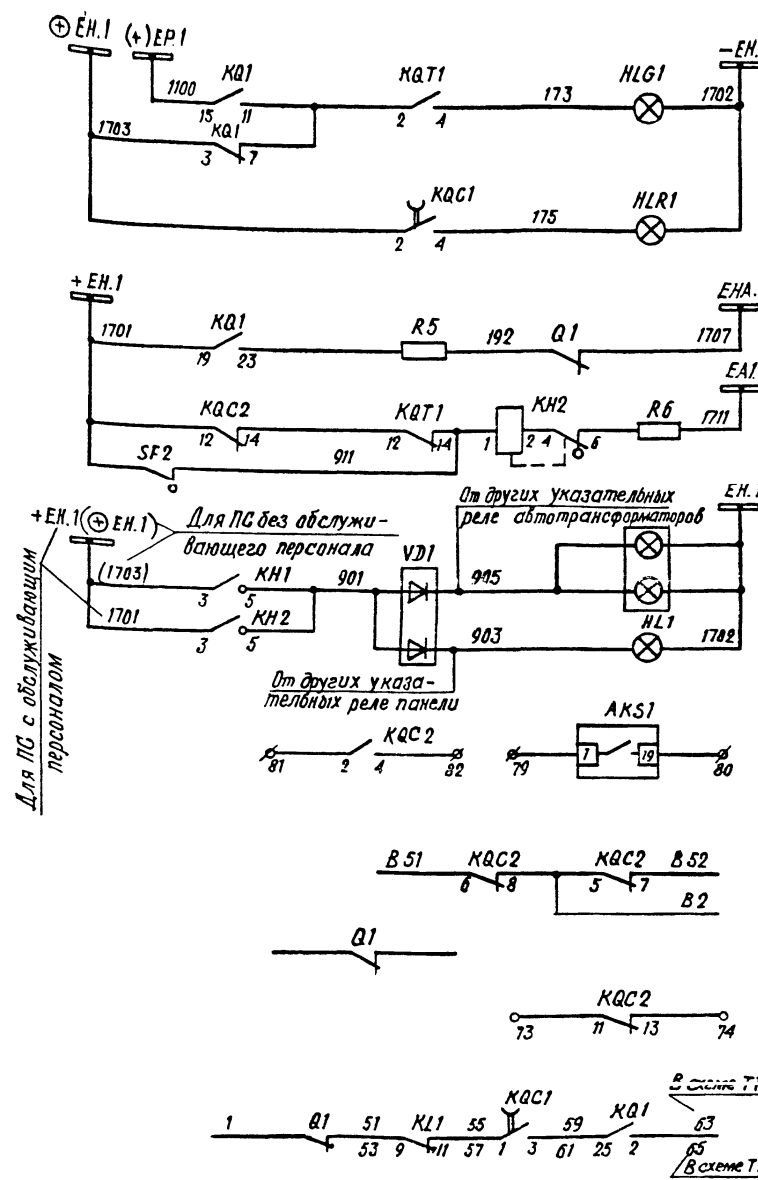 ⊕ EH.1 (+)EP.1 -EH.
1100 KQ1 KQT1 173 HLG1 1702
15 11 2 4
1703 KQ1
3 7
KQC1 175 HLR1
2 4
+EH.1 EHA.
1701 KQ1 R5 192 Q1 1707
19 23
EA1.
KQC2 KQT1 KH2 R6 1711
12 14 12 14 1 2 4 6
SF2 911
От других указательных
реле автотрансформаторов
EH.1
+EH.1(⊕ EH.1) Для ПС без обслужи-
вающего персонала
VD1
(1703) KH1 901 905
3 5
1701 KH2 903 HL1 1702
3 5
От других указа-
тельных реле панели
Для ПС с обслуживающим
персоналом
KQC2 AKS1
81 2 4 82 79 7 19 80
B51 KQC2 KQC2 B52
6 8 5 7
B2
Q1
KQC2
73 11 13 74
В схеме Т1
1 Q1 51 KL1 55 KQC1 59 KQ1 63
53 9 11 57 1 3 61 25 2 65
В схеме Т